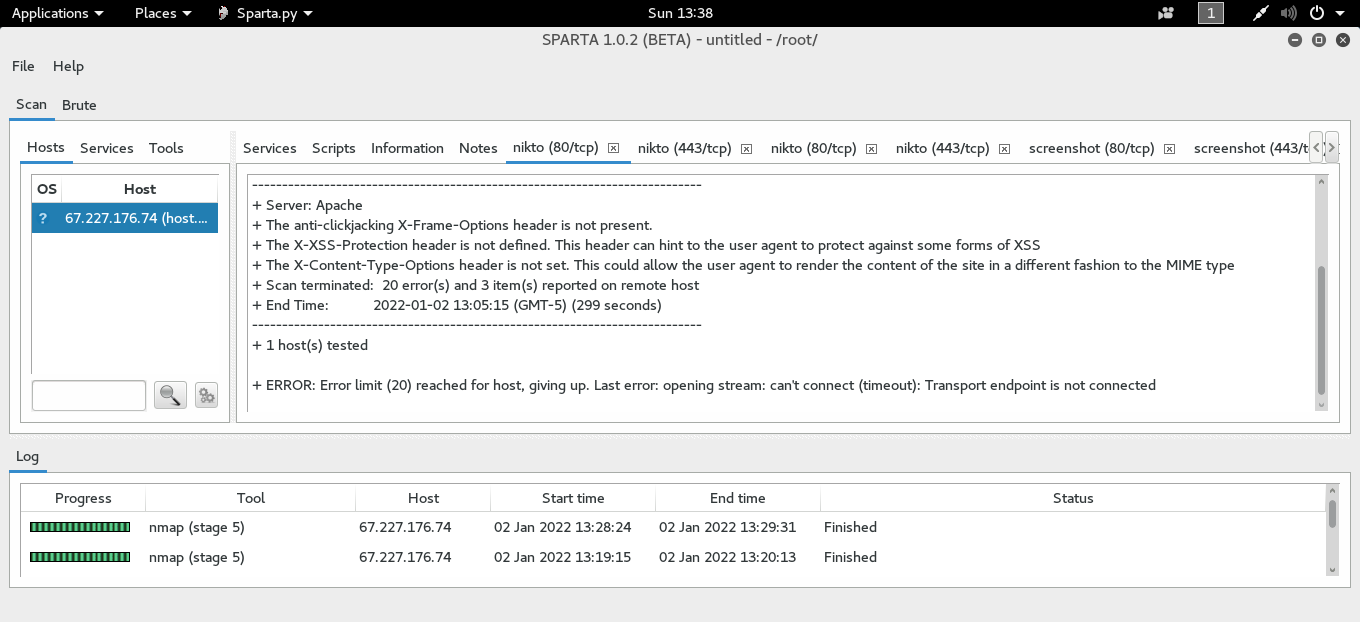 Applications Places Sparta.py Sun 13:38 1
SPARTA 1.0.2 (BETA) - untitled - /root/
File Help
Scan Brute
Hosts Services Tools
Services Scripts Information Notes nikto (80/tcp) nikto (443/tcp) nikto (80/tcp) nikto (443/tcp) screenshot (80/tcp) screenshot (443/t
OS Host
? 67.227.176.74 (host....
--------------------------------------------------------------------------
+ Server: Apache
+ The anti-clickjacking X-Frame-Options header is not present.
+ The X-XSS-Protection header is not defined. This header can hint to the user agent to protect against some forms of XSS
+ The X-Content-Type-Options header is not set. This could allow the user agent to render the content of the site in a different fashion to the MIME type
+ Scan terminated:  20 error(s) and 3 item(s) reported on remote host
+ End Time:           2022-01-02 13:05:15 (GMT-5) (299 seconds)
--------------------------------------------------------------------------
+ 1 host(s) tested
+ ERROR: Error limit (20) reached for host, giving up. Last error: opening stream: can't connect (timeout): Transport endpoint is not connected
Log
Progress Tool Host Start time End time Status
nmap (stage 5) 67.227.176.74 02 Jan 2022 13:28:24 02 Jan 2022 13:29:31 Finished
nmap (stage 5) 67.227.176.74 02 Jan 2022 13:19:15 02 Jan 2022 13:20:13 Finished